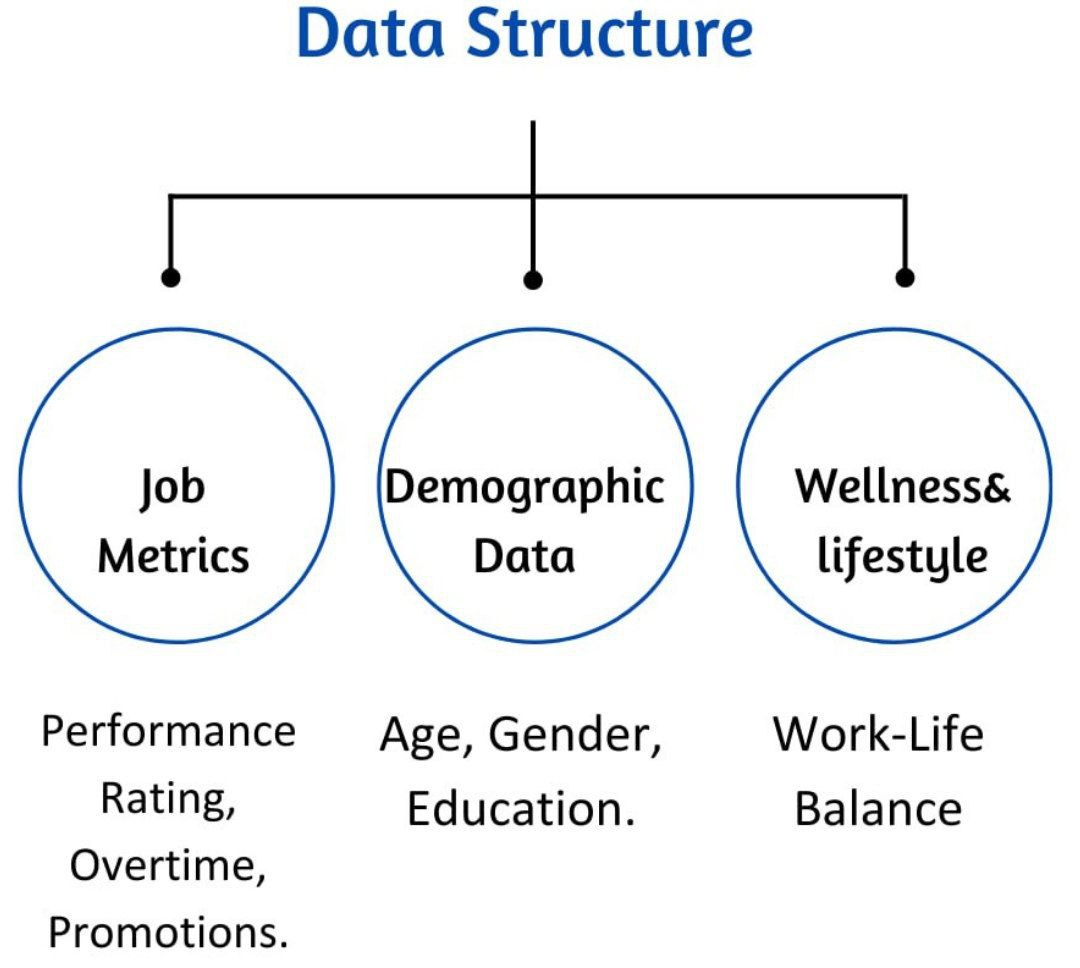 Data Structure
Job
Metrics
Demographic
Data
Wellness&
lifestyle
Performance
Rating,
Overtime,
Promotions.
Age, Gender,
Education.
Work-Life
Balance